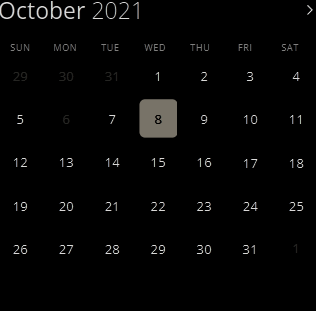 October 2021
SUN MON TUE WED THU FRI SAT
29 30 31 1 2 3 4
5 6 7 8 9 10 11
12 13 14 15 16 17 18
19 20 21 22 23 24 25
26 27 28 29 30 31 1